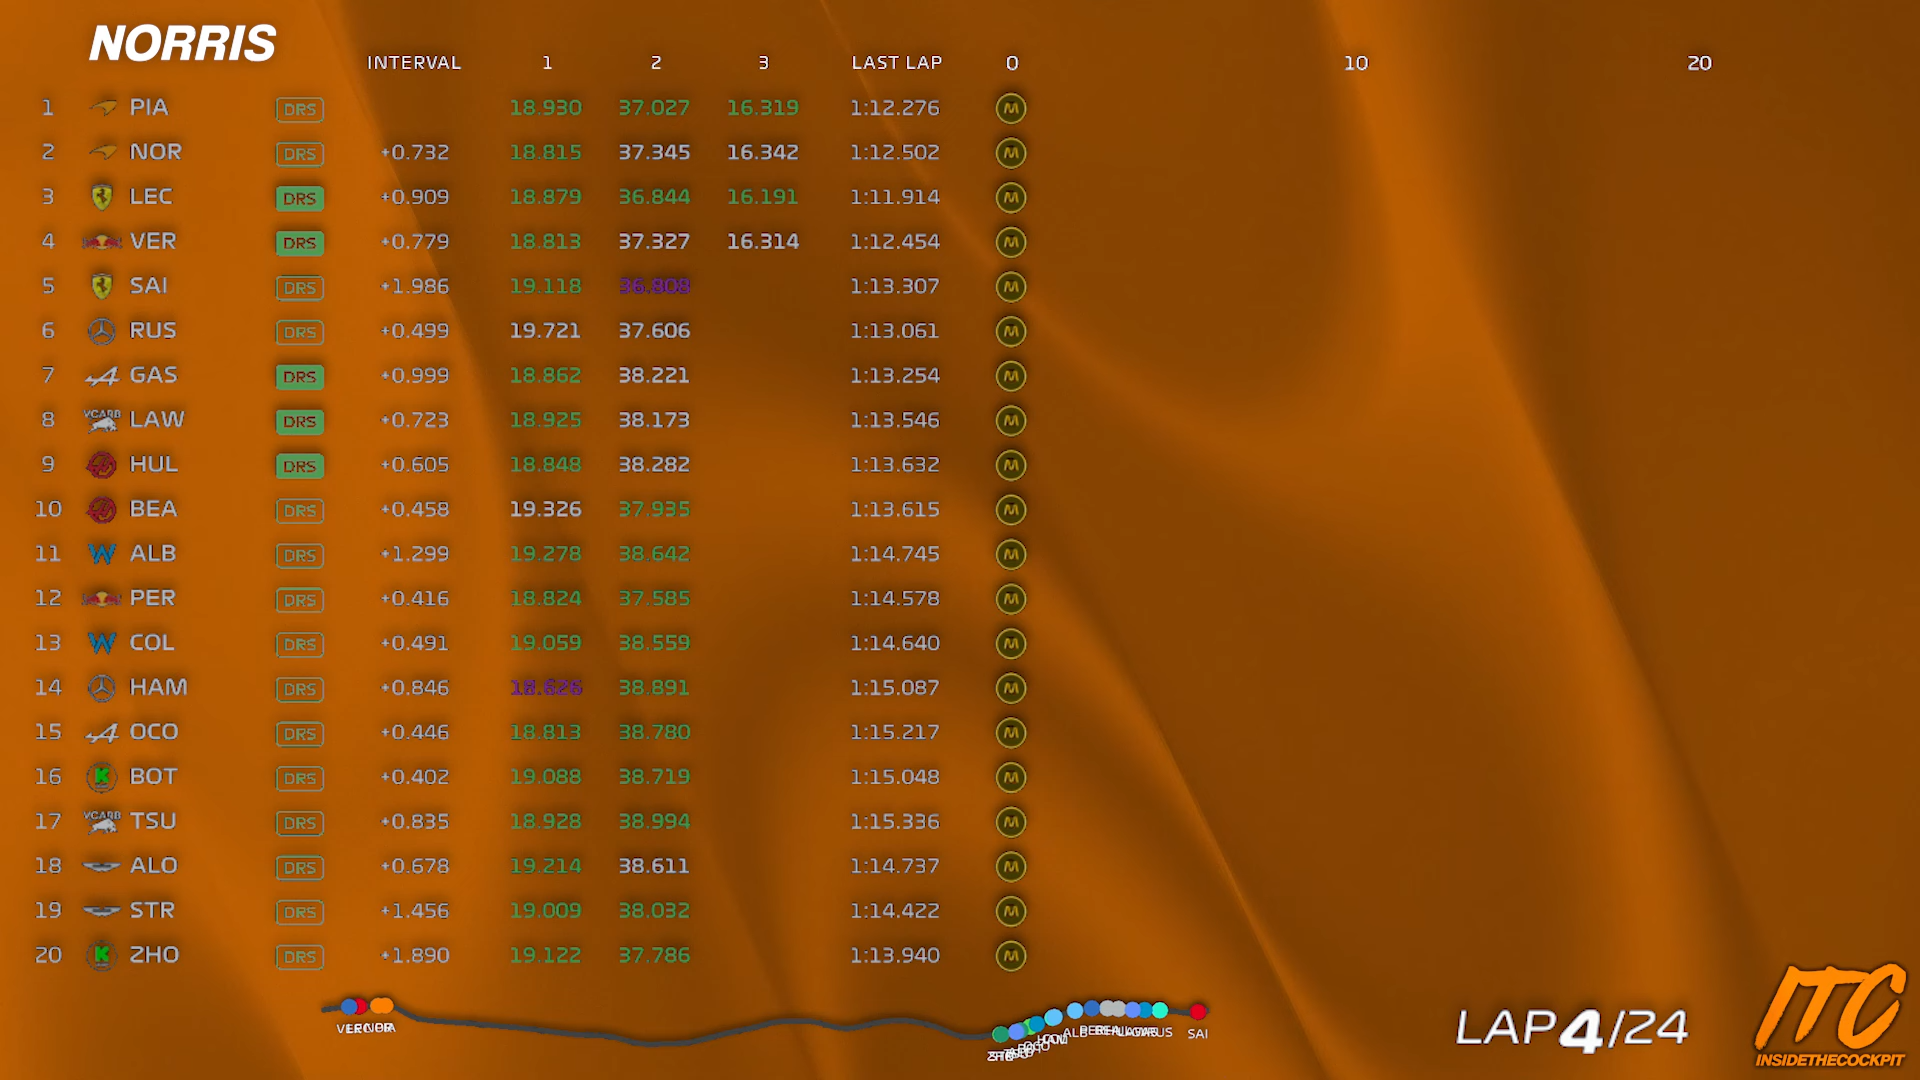 NORRIS
INTERVAL 1 2 3 LAST LAP 0 10 20
1 PIA DRS 18.930 37.027 16.319 1:12.276 M
2 NOR DRS +0.732 18.815 37.345 16.342 1:12.502 M
3 LEC DRS +0.909 18.879 36.844 16.191 1:11.914 M
4 VER DRS +0.779 18.813 37.327 16.314 1:12.454 M
5 SAI DRS +1.986 19.118 36.808 1:13.307 M
6 RUS DRS +0.499 19.721 37.606 1:13.061 M
7 GAS DRS +0.999 18.862 38.221 1:13.254 M
8 VCARB LAW DRS +0.723 18.925 38.173 1:13.546 M
9 HUL DRS +0.605 18.848 38.282 1:13.632 M
10 BEA DRS +0.458 19.326 37.935 1:13.615 M
11 ALB DRS +1.299 19.278 38.642 1:14.745 M
12 PER DRS +0.416 18.824 37.585 1:14.578 M
13 COL DRS +0.491 19.059 38.559 1:14.640 M
14 HAM DRS +0.846 18.626 38.891 1:15.087 M
15 OCO DRS +0.446 18.813 38.780 1:15.217 M
16 K BOT DRS +0.402 19.088 38.719 1:15.048 M
17 VCARB TSU DRS +0.835 18.928 38.994 1:15.336 M
18 ALO DRS +0.678 19.214 38.611 1:14.737 M
19 STR DRS +1.456 19.009 38.032 1:14.422 M
20 K ZHO DRS +1.890 19.122 37.786 1:13.940 M
SAI
LAP 4/24
ITC
INSIDETHECOCKPIT